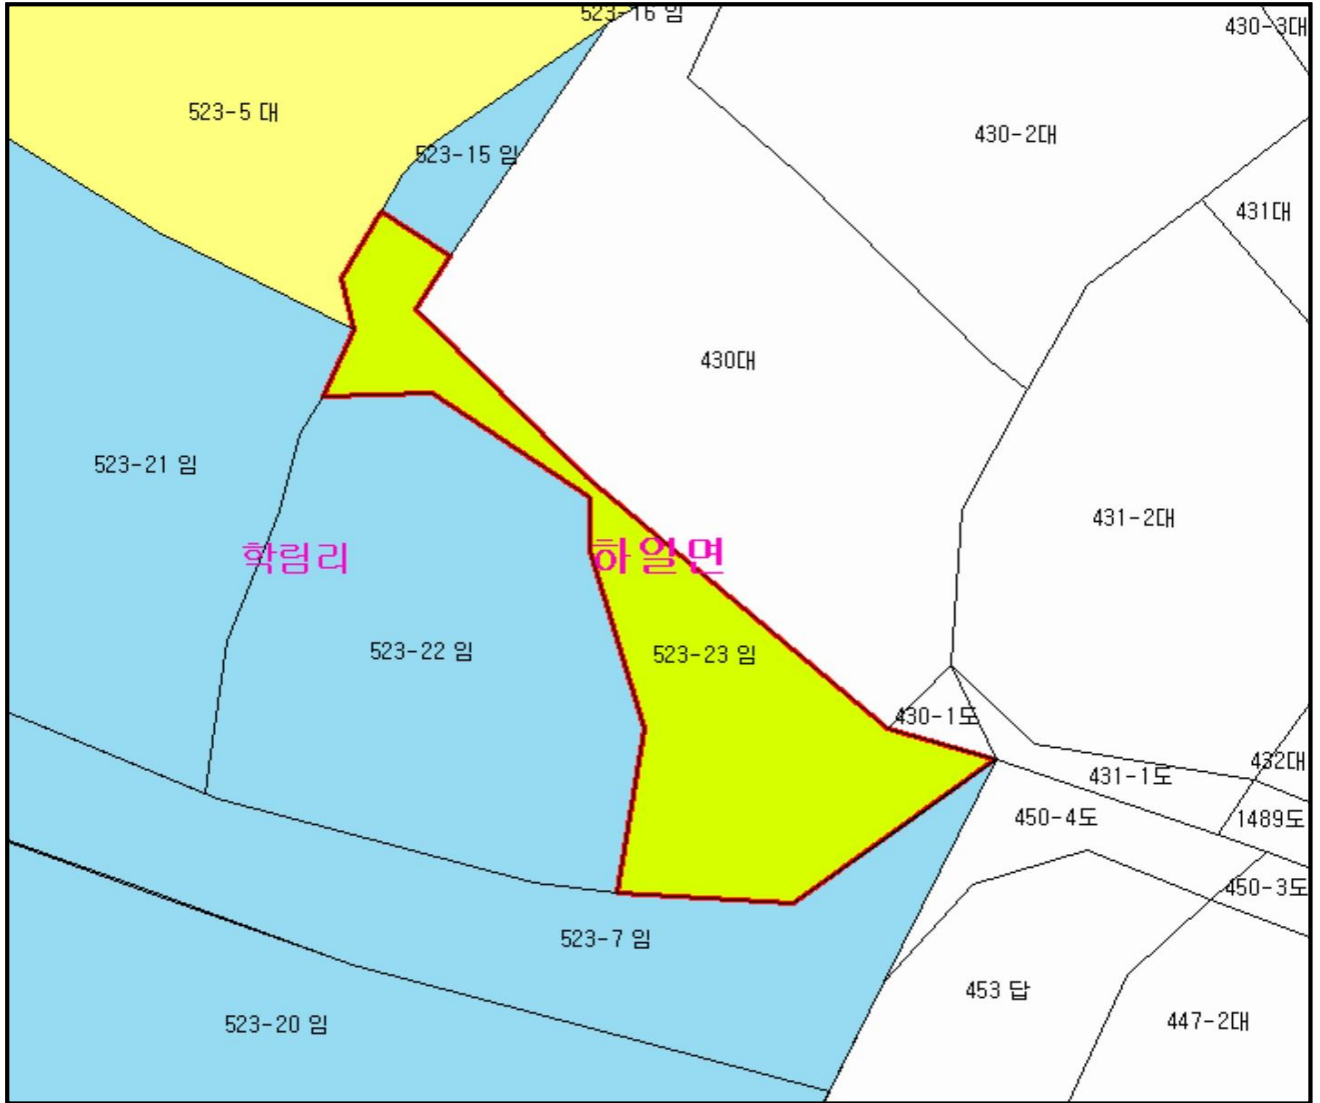 523-16 임
430-3대
523-5 대
430-2대
523-15 임
431대
430대
523-21 임
431-2대
학림리
하일면
523-22 임
523-23 임
430-1도
432대
431-1도
450-4도
1489도
450-3도
523-7 임
453 답
523-20 임
447-2대